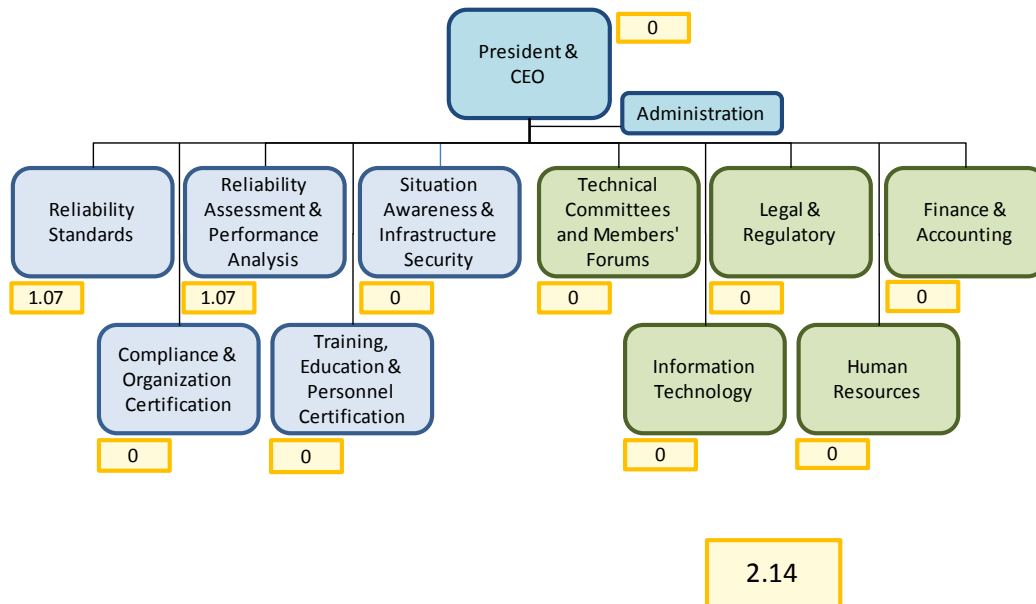 0
President &
CEO
Administration
Reliability
Standards
Reliability
Assessment &
Performance
Analysis
Situation
Awareness &
Infrastructure
Security
Technical
Committees
and Members'
Forums
Legal &
Regulatory
Finance &
Accounting
1.07
1.07
0
0
0
0
Compliance &
Organization
Certification
Training,
Education &
Personnel
Certification
Information
Technology
Human
Resources
0
0
0
0
2.14